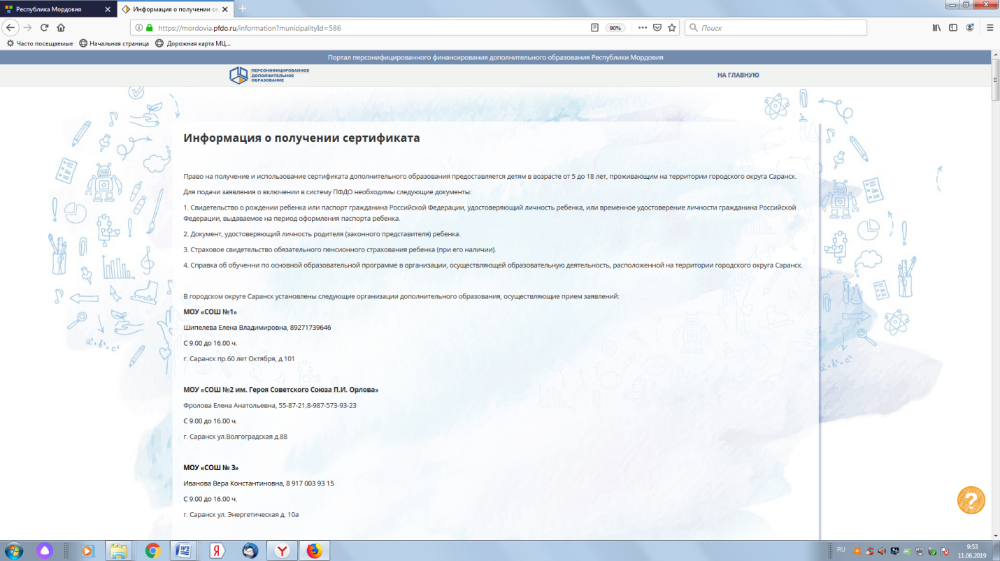 Республика Мордовия
Информация о получении се
https://mordovia.pfdo.ru/information?municipalityId=586
90%
Поиск
Часто посещаемые
Начальная страница
Дорожная карта МЦ...
Портал персонифицированного финансирования дополнительного образования Республики Мордовия
ПЕРСОНИФИЦИРОВАННОЕ
ДОПОЛНИТЕЛЬНОЕ
ОБРАЗОВАНИЕ
НА ГЛАВНУЮ
Информация о получении сертификата
Право на получение и использование сертификата дополнительного образования предоставляется детям в возрасте от 5 до 18 лет, проживающим на территории городского округа Саранск.
Для подачи заявления о включении в систему ПФДО необходимы следующие документы:
1. Свидетельство о рождении ребенка или паспорт гражданина Российской Федерации, удостоверяющий личность ребенка, или временное удостоверение личности гражданина Российской
Федерации, выдаваемое на период оформления паспорта ребенка.
2. Документ, удостоверяющий личность родителя (законного представителя) ребенка.
3. Страховое свидетельство обязательного пенсионного страхования ребенка (при его наличии).
4. Справка об обученни по основной образовательной программе в организации, осуществляющей образовательную деятельность, расположенной на территории городского округа Саранск.
В городском округе Саранск установлены следующие организации дополнительного образования, осуществляющие прием заявлений:
МОУ «СОШ №1»
Шипелева Елена Владимировна, 89271739646
С 9.00 до 16.00 ч.
г. Саранск пр.60 лет Октября, д.101
МОУ «СОШ №2 им. Героя Советского Союза П.И. Орлова»
Фролова Елена Анатольевна, 55-87-21;8-987-573-93-23
С 9.00 до 16.00 ч.
г. Саранск ул.Волгоградская д.88
МОУ «СОШ № 3»
Иванова Вера Константиновна, 8 917 003 93 15
С 9.00 до 16.00 ч.
г. Саранск ул. Энергетическая д. 10а
RU
9:53
11.06.2019